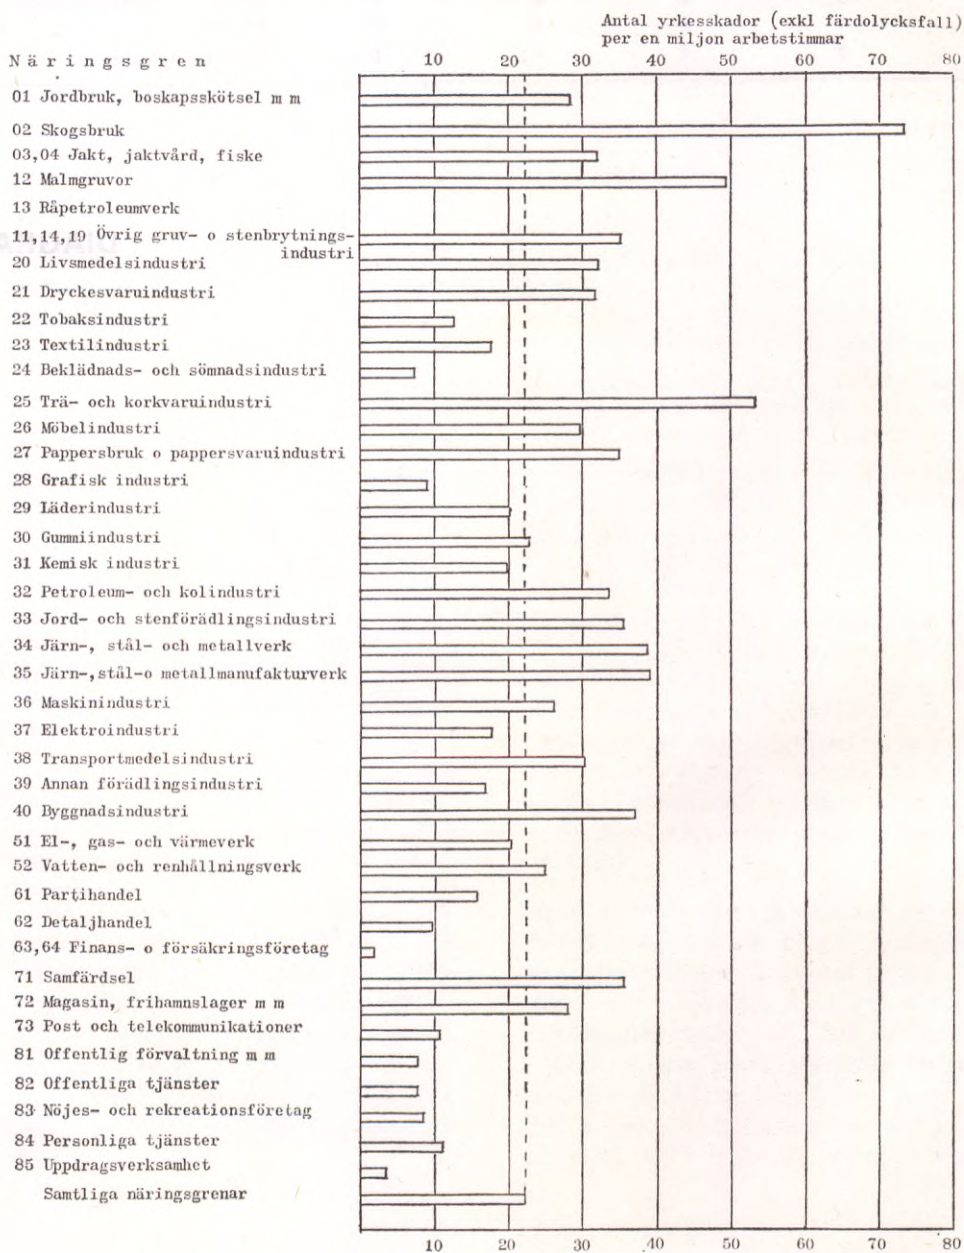 Antal yrkesskador (exkl färdolycksfall)
per en miljon arbetstimmar
Näringsgren
10 20 30 40 50 60 70 80
01 Jordbruk, boskapsskötsel m m
02 Skogsbruk
03,04 Jakt, jaktvård, fiske
12 Malmgruvor
13 Råpetroleumverk
11,14,19 Övrig gruv- o stenbrytnings-
industri
20 Livsmedelsindustri
21 Dryckesvaruindustri
22 Tobaksindustri
23 Textilindustri
24 Beklädnads- och sömnadsindustri
25 Trä- och korkvaruindustri
26 Möbelindustri
27 Pappersbruk o pappersvaruindustri
28 Grafisk industri
29 Läderindustri
30 Gummiindustri
31 Kemisk industri
32 Petroleum- och kolindustri
33 Jord- och stenförädlingsindustri
34 Järn-, stål- och metallverk
35 Järn-,stål-o metallmanufakturverk
36 Maskinindustri
37 Elektroindustri
38 Transportmedelsindustri
39 Annan förädlingsindustri
40 Byggnadsindustri
51 El-, gas- och värmeverk
52 Vatten- och renhållningsverk
61 Partihandel
62 Detaljhandel
63,64 Finans- o försäkringsföretag
71 Samfärdsel
72 Magasin, frihamnslager m m
73 Post och telekommunikationer
81 Offentlig förvaltning m m
82 Offentliga tjänster
83 Nöjes- och rekreationsföretag
84 Personliga tjänster
85 Uppdragsverksamhet
Samtliga näringsgrenar
10 20 30 40 50 60 70 80